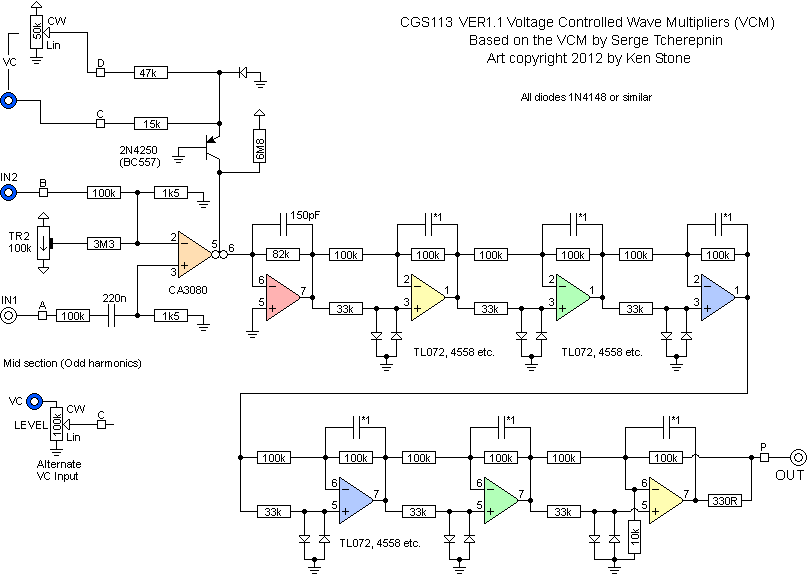 CGS113 VER1.1 Voltage Controlled Wave Multipliers (VCM)
Based on the VCM by Serge Tcherepnin
Art copyright 2012 by Ken Stone
All diodes 1N4148 or similar
50k
CW
Lin
VC
D
47k
C
15k
2N4250
(BC557)
6M8
IN2
B
100k
1k5
TR2
100k
3M3
2
3
5
6
CA3080
IN1
A
100k
220n
1k5
150pF
82k
6
5
7
100k
33k
*1
100k
2
3
1
100k
33k
*1
100k
2
3
1
100k
33k
*1
100k
2
3
1
TL072, 4558 etc.
TL072, 4558 etc.
Mid section (Odd harmonics)
VC
CW
LEVEL
100k
Lin
C
Alternate
VC Input
100k
33k
*1
100k
6
5
7
100k
33k
*1
100k
6
5
7
100k
33k
*1
100k
6
5
7
10k
330R
P
OUT
TL072, 4558 etc.